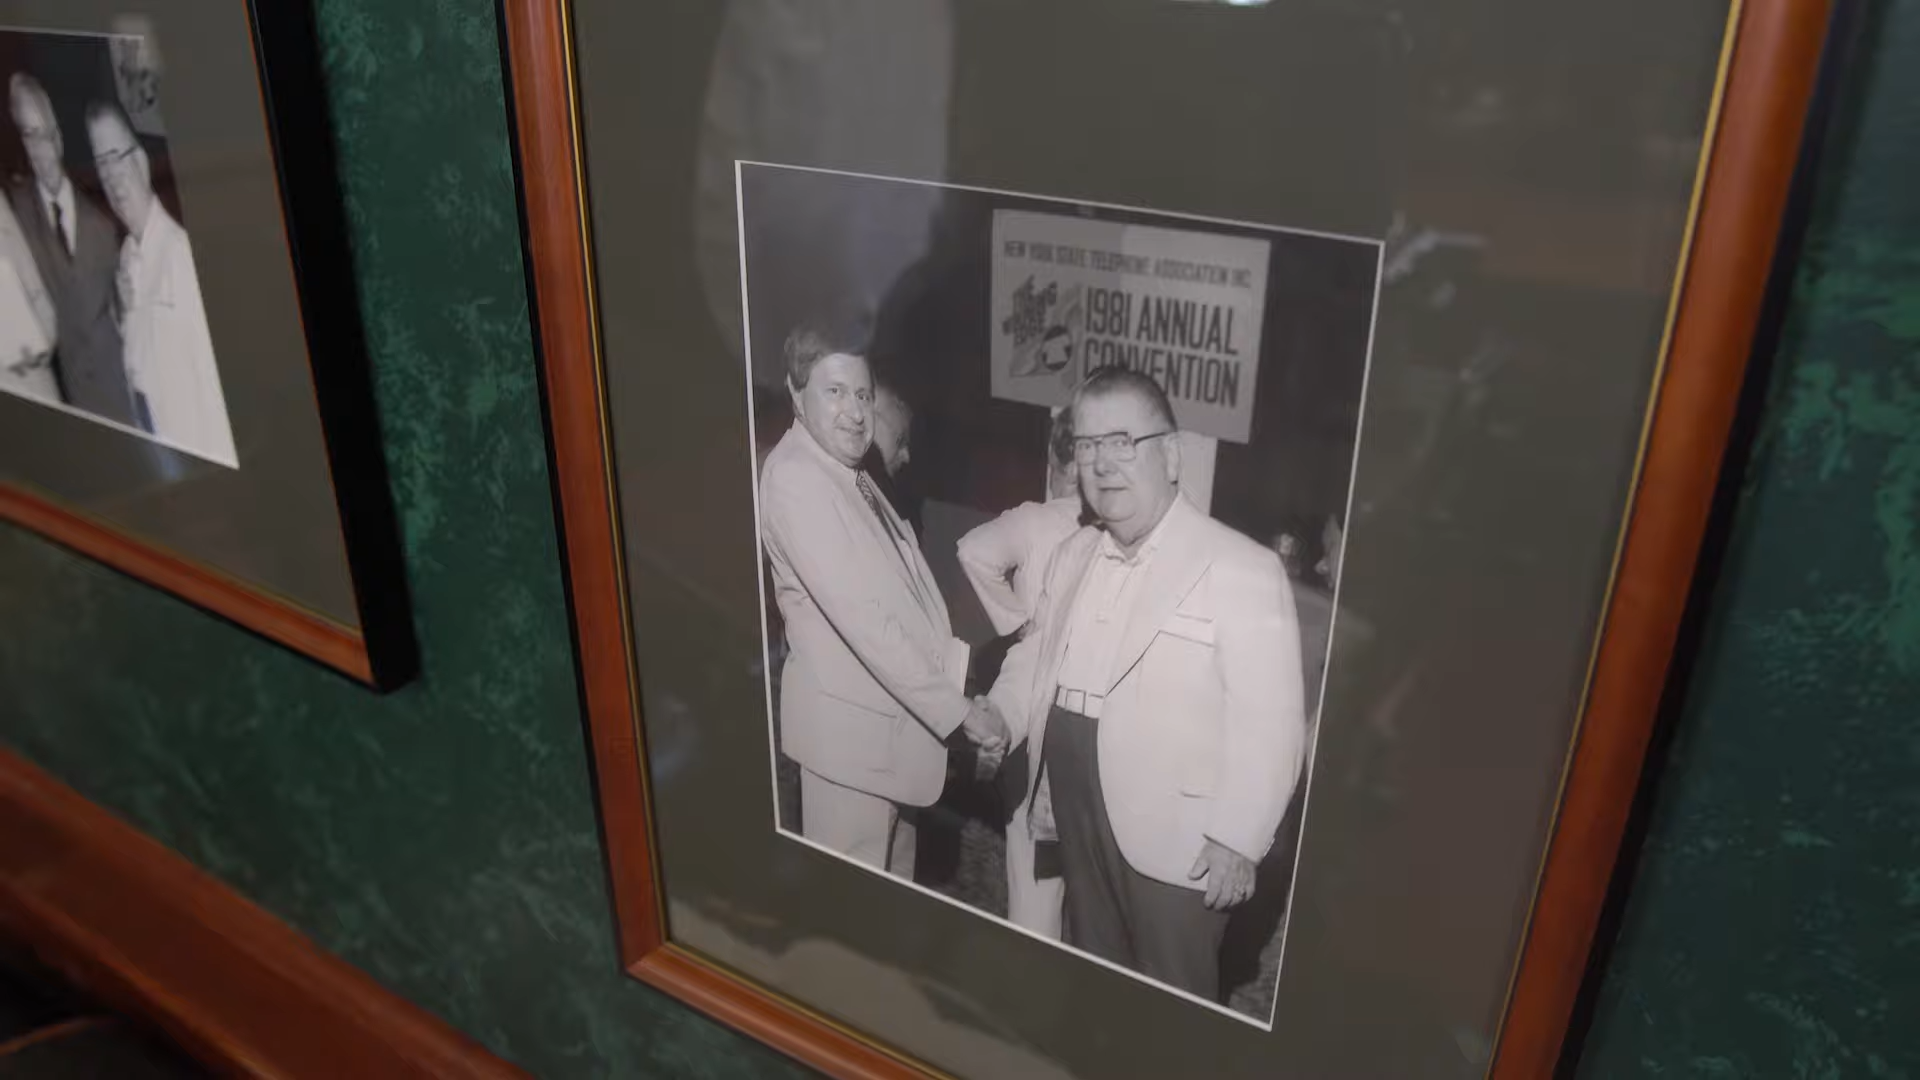 NEW YORK STATE TELEPHONE ASSOCIATION INC.
1981 ANNUAL
CONVENTION